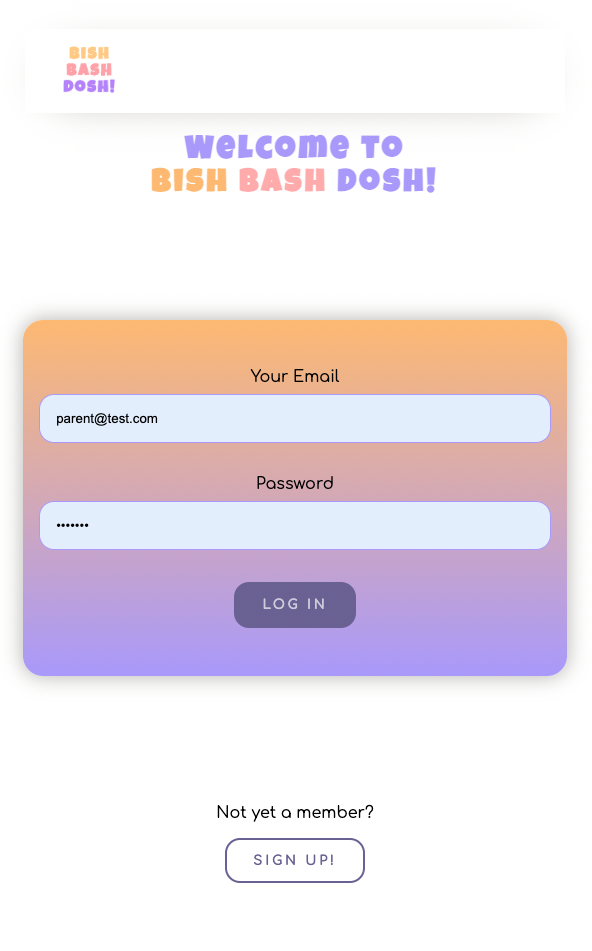 BISH
BASH
DOSH!
Welcome to
BISH BASH DOSH!
Your Email
parent@test.com
Password
•••••••
LOG IN
Not yet a member?
SIGN UP!